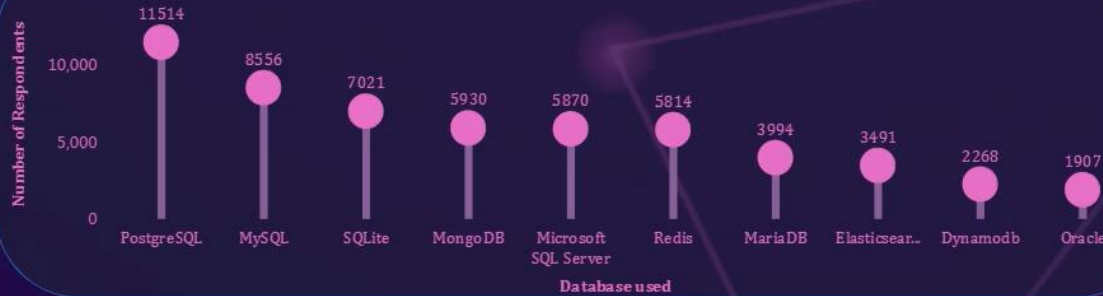 Number of Respondents
10,000
5,000
0
11514
8556
7021
5930
5870
5814
3994
3491
2268
1907
PostgreSQL
MySQL
SQLite
MongoDB
Microsoft
SQL Server
Redis
MariaDB
Elasticsear...
Dynamodb
Oracle
Database used